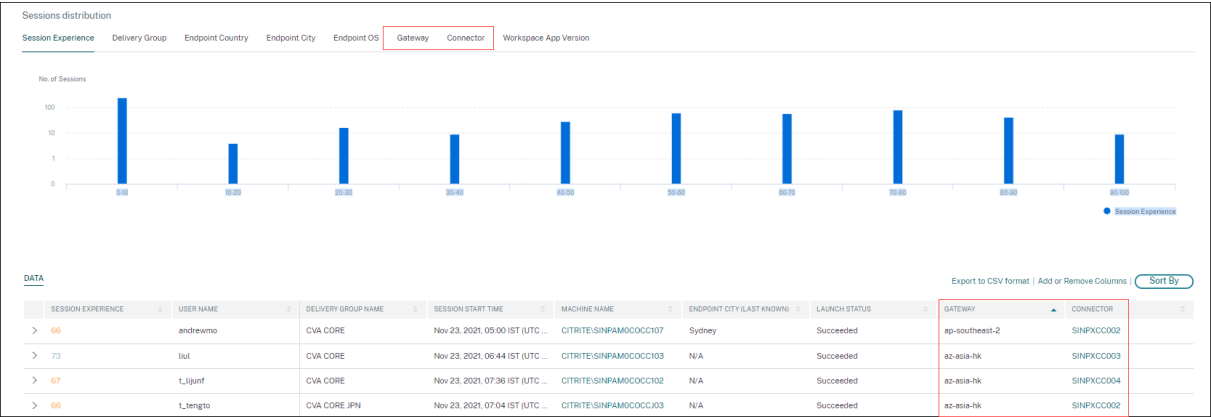 Sessions distribution
Session Experience Delivery Group Endpoint Country Endpoint City Endpoint OS Gateway Connector Workspace App Version
No. of Sessions
100
10
1
0
0-10 10-20 20-30 30-40 40-50 50-60 60-70 70-80 80-90 90-100
Session Experience
DATA
Export to CSV format | Add or Remove Columns | Sort By
SESSION EXPERIENCE USER NAME DELIVERY GROUP NAME SESSION START TIME MACHINE NAME ENDPOINT CITY (LAST KNOWN) LAUNCH STATUS GATEWAY CONNECTOR
66 andrewmo CVA CORE Nov 23, 2021, 05:00 IST (UTC ... CITRITE\SINPAM0COCC107 Sydney Succeeded ap-southeast-2 SINPXCC002
73 liul CVA CORE Nov 23, 2021, 06:44 IST (UTC ... CITRITE\SINPAM0COCC103 N/A Succeeded az-asia-hk SINPXCC003
67 t_lijunf CVA CORE Nov 23, 2021, 07:36 IST (UTC ... CITRITE\SINPAM0COCC102 N/A Succeeded az-asia-hk SINPXCC004
66 t_tengto CVA CORE JPN Nov 23, 2021, 07:04 IST (UTC ... CITRITE\SINPAM0COCCJ03 N/A Succeeded az-asia-hk SINPXCC002